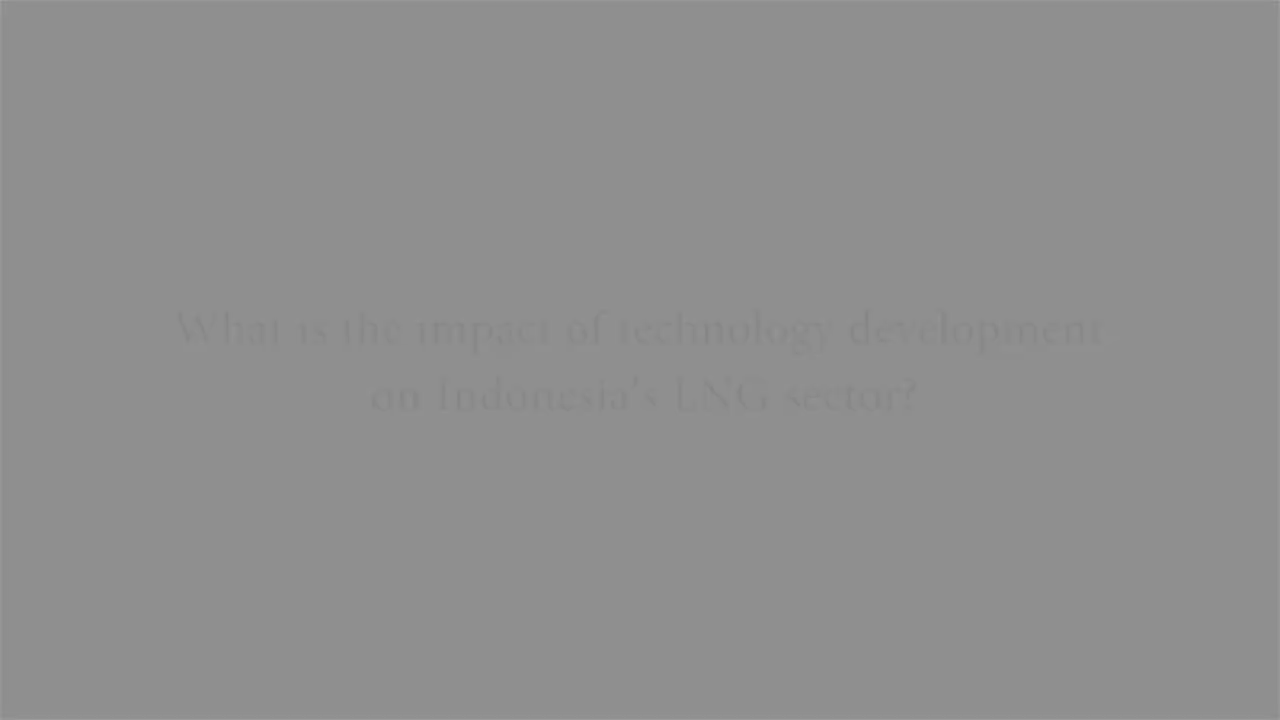 What is the impact of technology development
on Indonesia's LNG sector?